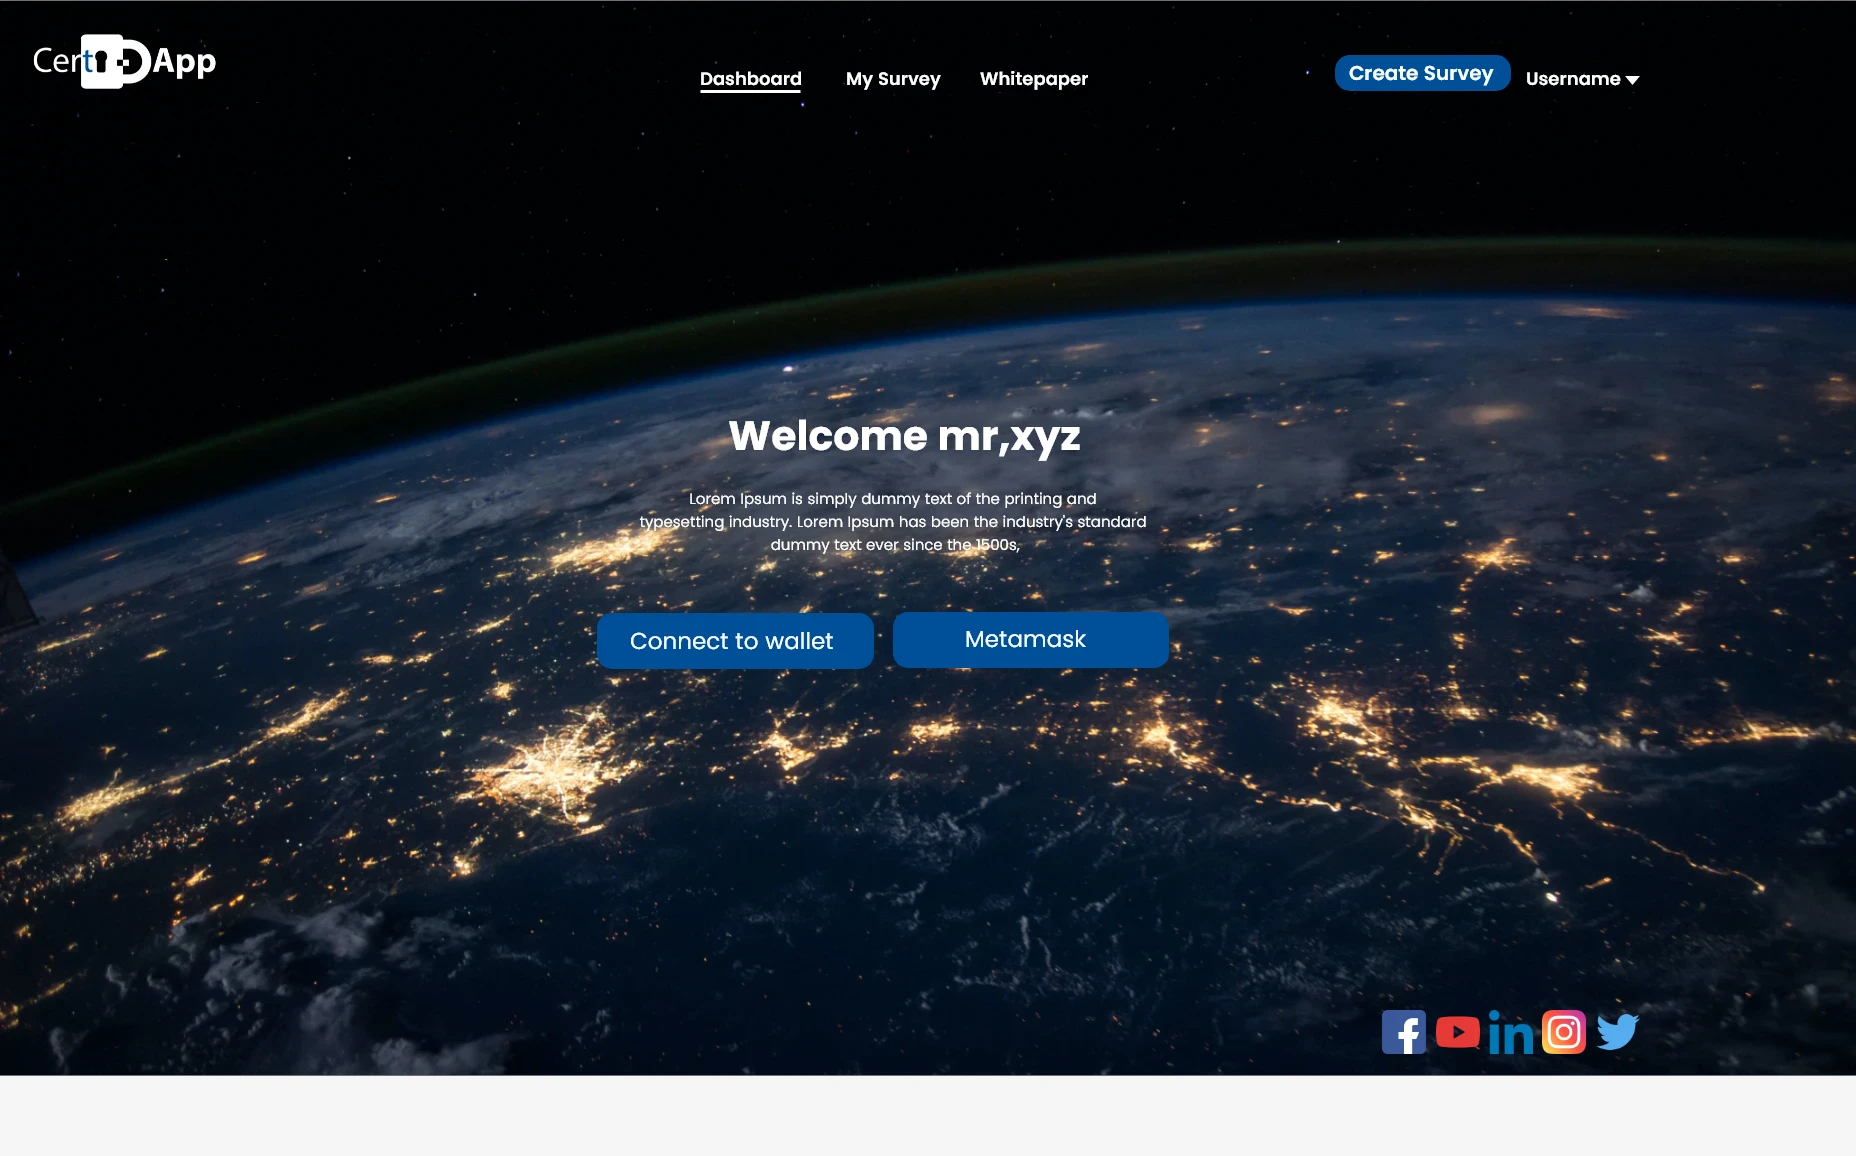 CertiDApp
Dashboard
My Survey
Whitepaper
Create Survey
Username
Welcome mr,xyz
Lorem Ipsum is simply dummy text of the printing and
typesetting industry. Lorem Ipsum has been the industry's standard
dummy text ever since the 1500s,
Connect to wallet
Metamask
f
in